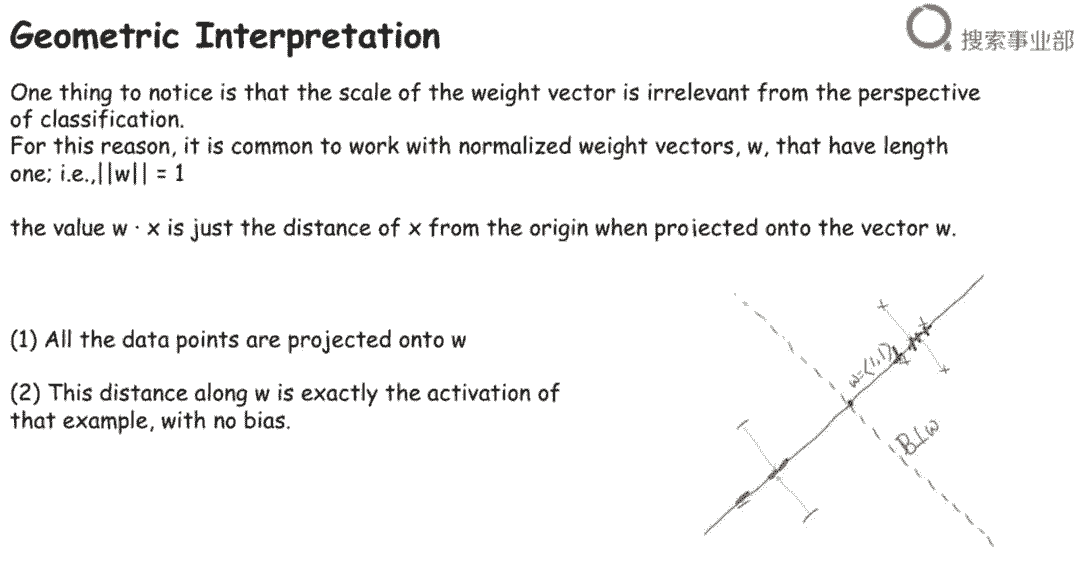 Geometric Interpretation
搜索事业部
One thing to notice is that the scale of the weight vector is irrelevant from the perspective
of classification.
For this reason, it is common to work with normalized weight vectors, w, that have length
one; i.e.,||w|| = 1
the value w · x is just the distance of x from the origin when projected onto the vector w.
(1) All the data points are projected onto w
(2) This distance along w is exactly the activation of
that example, with no bias.
w=(1,1)
B⊥w